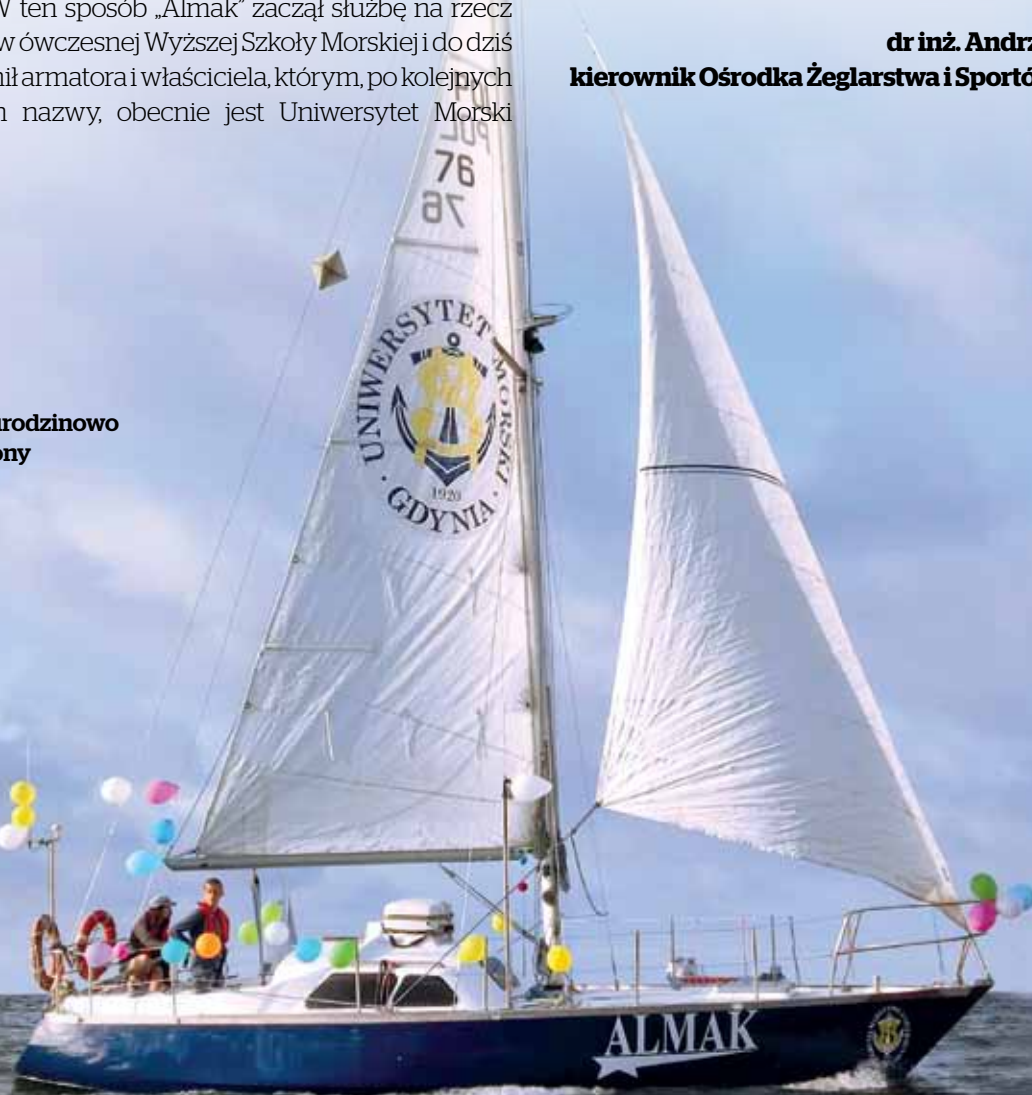 W ten sposób „Almak” zaczął służbę na rzecz
w ówczesnej Wyższej Szkoły Morskiej i do dziś
nił armatora i właściciela, którym, po kolejnych
nazwy, obecnie jest Uniwersytet Morski
dr inż. Andrz
kierownik Ośrodka Żeglarstwa i Sportó
POL
76
76
UNIWERSYTET MORSKI
1920
· GDYNIA ·
urodzinowo
ony
ALMAK